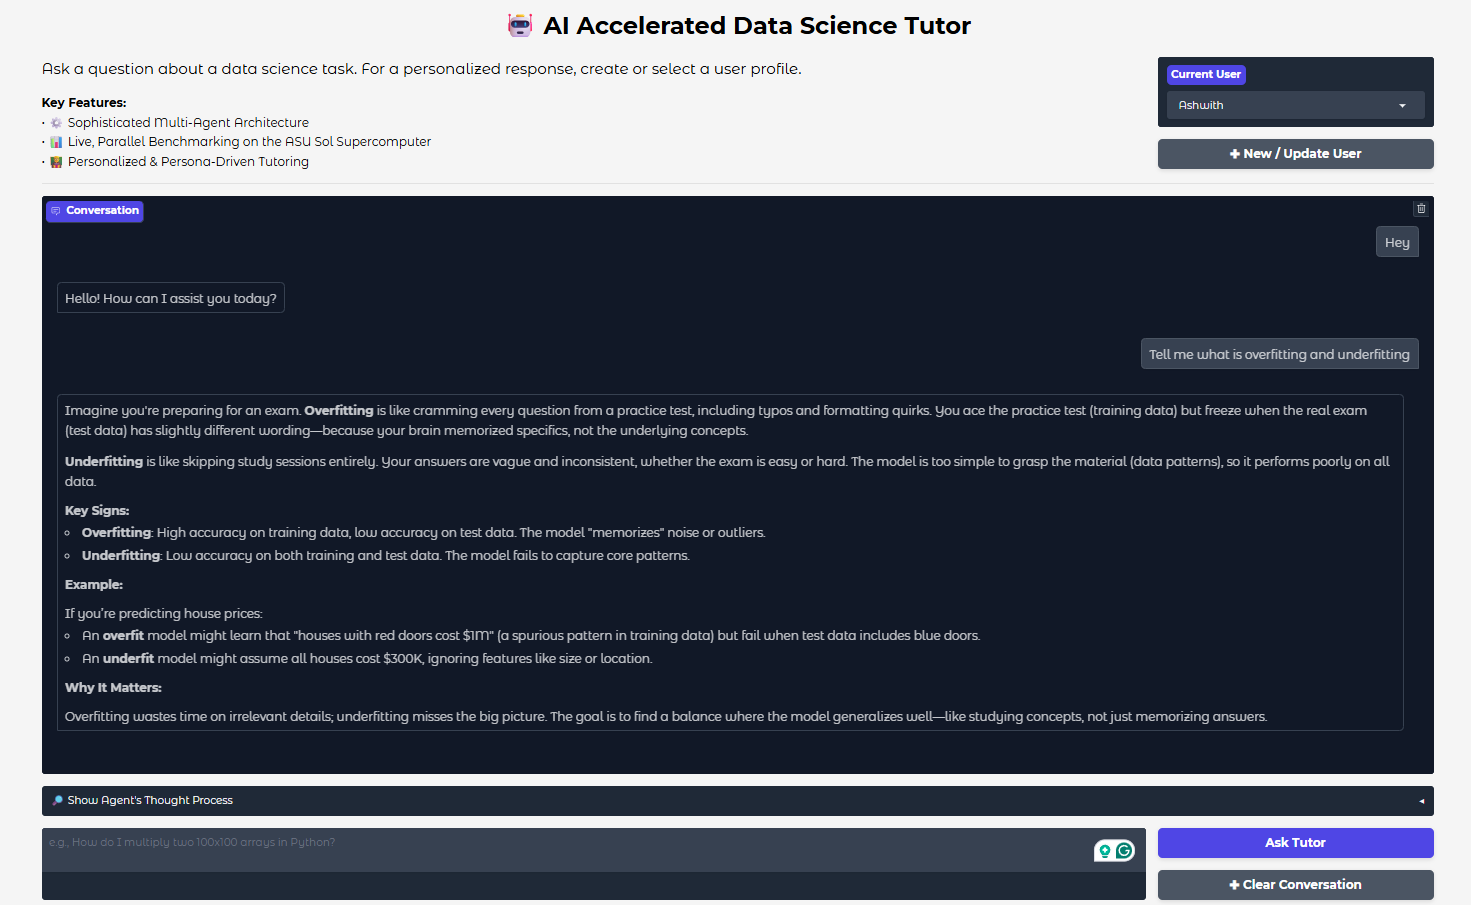 AI Accelerated Data Science Tutor
Ask a question about a data science task. For a personalized response, create or select a user profile.
Key Features:
• Sophisticated Multi-Agent Architecture
• Live, Parallel Benchmarking on the ASU Sol Supercomputer
• Personalized & Persona-Driven Tutoring
Current User
Ashwith
+ New / Update User
Conversation
Hey
Hello! How can I assist you today?
Tell me what is overfitting and underfitting
Imagine you're preparing for an exam. Overfitting is like cramming every question from a practice test, including typos and formatting quirks. You ace the practice test (training data) but freeze when the real exam
(test data) has slightly different wording—because your brain memorized specifics, not the underlying concepts.
Underfitting is like skipping study sessions entirely. Your answers are vague and inconsistent, whether the exam is easy or hard. The model is too simple to grasp the material (data patterns), so it performs poorly on all
data.
Key Signs:
Overfitting: High accuracy on training data, low accuracy on test data. The model "memorizes" noise or outliers.
Underfitting: Low accuracy on both training and test data. The model fails to capture core patterns.
Example:
If you're predicting house prices:
An overfit model might learn that "houses with red doors cost $1M" (a spurious pattern in training data) but fail when test data includes blue doors.
An underfit model might assume all houses cost $300K, ignoring features like size or location.
Why It Matters:
Overfitting wastes time on irrelevant details; underfitting misses the big picture. The goal is to find a balance where the model generalizes well—like studying concepts, not just memorizing answers.
Show Agent's Thought Process
e.g., How do I multiply two 100x100 arrays in Python?
Ask Tutor
+ Clear Conversation